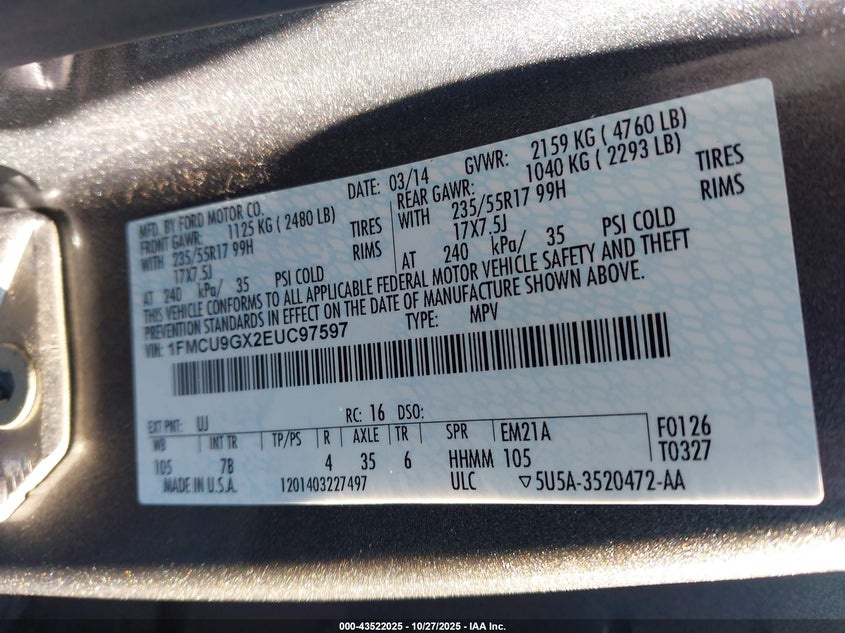 MFD. BY FORD MOTOR CO.
DATE: 03/14 GVWR: 2159 KG ( 4760 LB)
FRONT GAWR: 1125 KG ( 2480 LB) REAR GAWR: 1040 KG ( 2293 LB)
WITH 235/55R17 99H TIRES WITH 235/55R17 99H TIRES
17X7.5J RIMS 17X7.5J RIMS
AT 240 kPa/ 35 PSI COLD AT 240 kPa/ 35 PSI COLD
THIS VEHICLE CONFORMS TO ALL APPLICABLE FEDERAL MOTOR VEHICLE SAFETY AND THEFT
PREVENTION STANDARDS IN EFFECT ON THE DATE OF MANUFACTURE SHOWN ABOVE.
VIN: 1FMCU9GX2EUC97597 TYPE: MPV
EXT PNT: UJ RC: 16 DSO:
WB INT TR TP/PS R AXLE TR SPR EM21A F0126
105 7B 4 35 6 HHMM 105 T0327
MADE IN U.S.A. 1201403227497 ULC ▽5U5A-3520472-AA
000-43522025 - 10/27/2025 - IAA Inc.